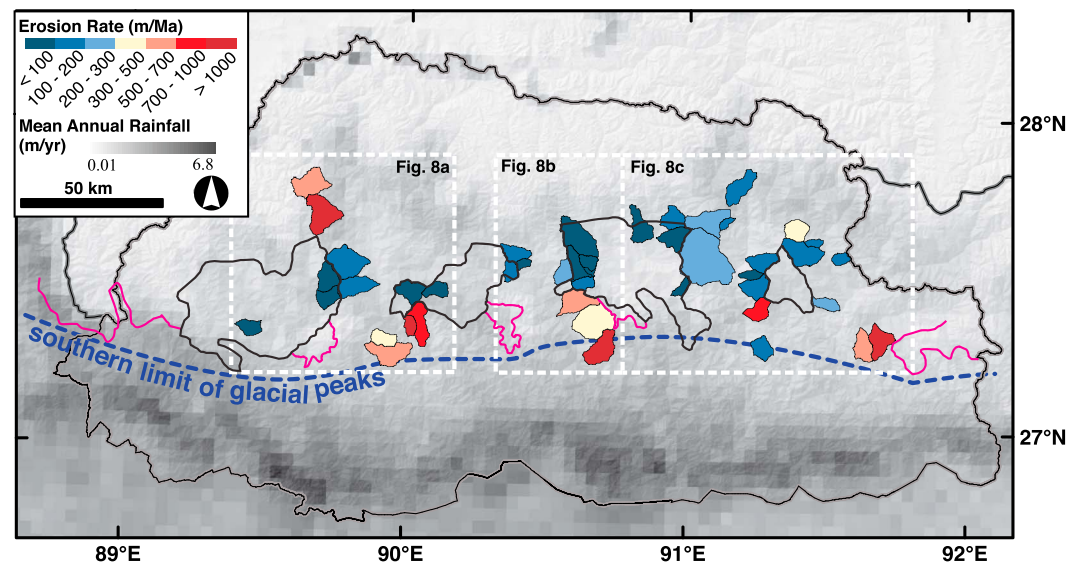 Erosion Rate (m/Ma)
< 100
100 - 200
200 - 300
300 - 500
500 - 700
700 - 1000
> 1000
Mean Annual Rainfall
(m/yr)
0.01 6.8
50 km
Fig. 8a
Fig. 8b
Fig. 8c
southern limit of glacial peaks
28°N
27°N
89°E 90°E 91°E 92°E